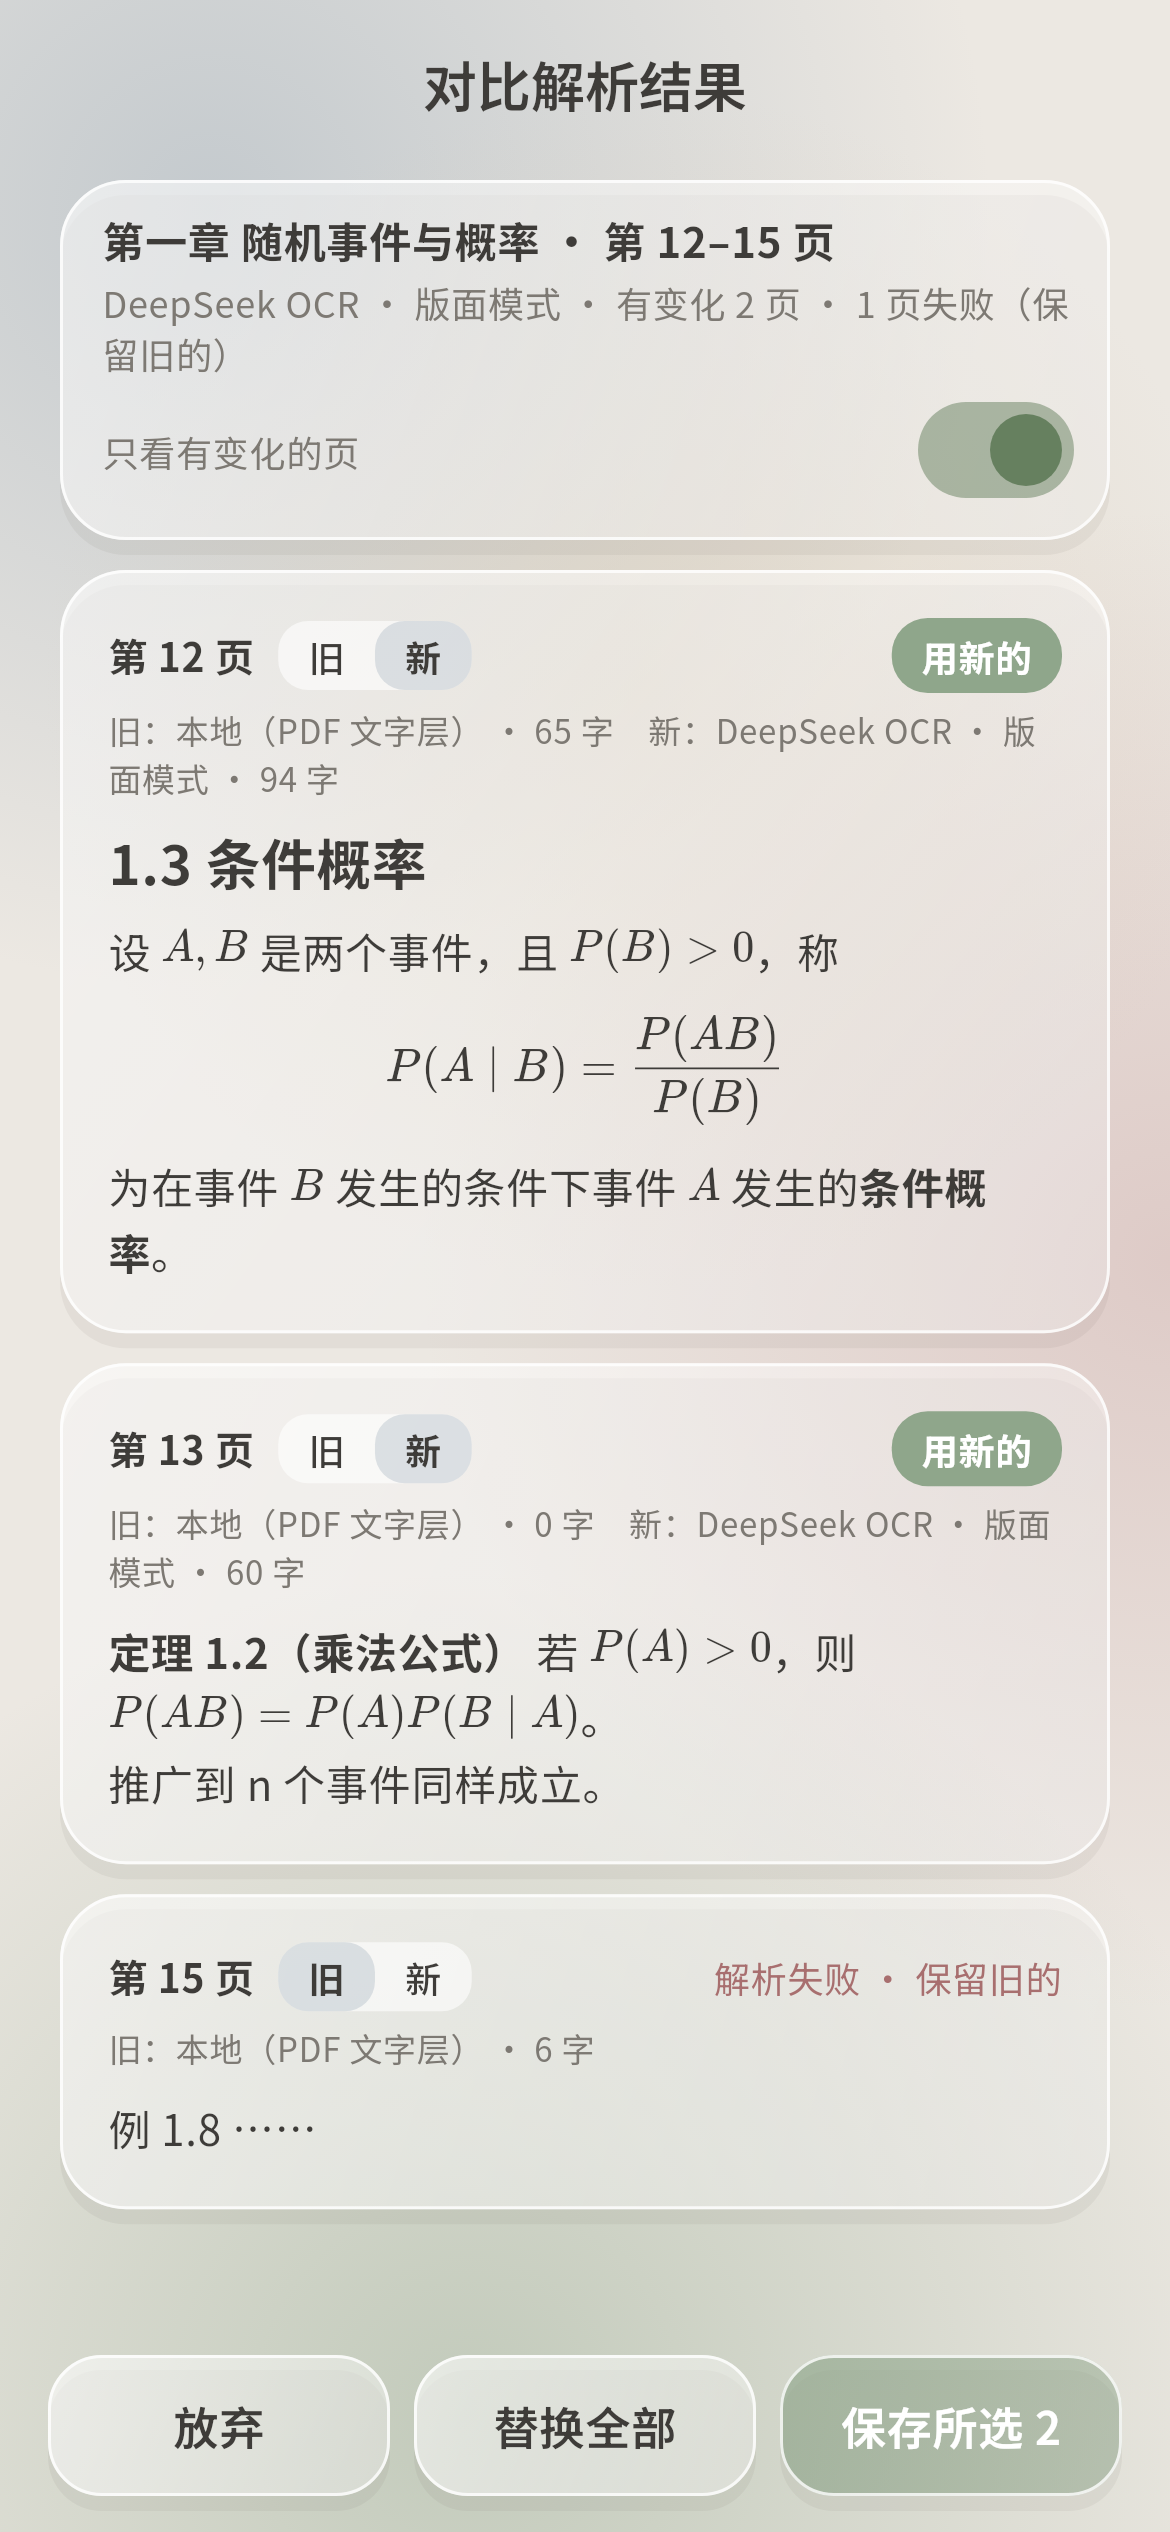 对比解析结果
第一章 随机事件与概率 · 第 12–15 页
DeepSeek OCR · 版面模式 · 有变化 2 页 · 1 页失败（保
留旧的）
只看有变化的页
第 12 页 旧 新 用新的
旧：本地（PDF 文字层） · 65 字 新：DeepSeek OCR · 版
面模式 · 94 字
1.3 条件概率
设 A, B 是两个事件，且 P(B) > 0，称
P(A | B) = P(AB) / P(B)
为在事件 B 发生的条件下事件 A 发生的条件概
率。
第 13 页 旧 新 用新的
旧：本地（PDF 文字层） · 0 字 新：DeepSeek OCR · 版面
模式 · 60 字
定理 1.2（乘法公式） 若 P(A) > 0，则
P(AB) = P(A)P(B | A)。
推广到 n 个事件同样成立。
第 15 页 旧 新 解析失败 · 保留旧的
旧：本地（PDF 文字层） · 6 字
例 1.8 ……
放弃 替换全部 保存所选 2